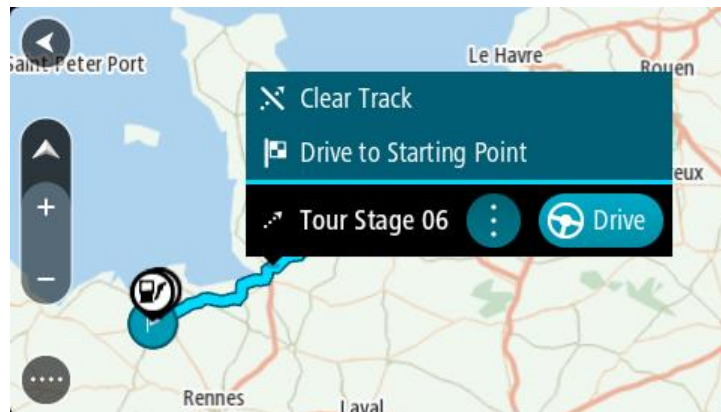 Saint Peter Port
Le Havre
Rouen
Clear Track
Drive to Starting Point
eux
Tour Stage 06
Drive
Rennes
Laval